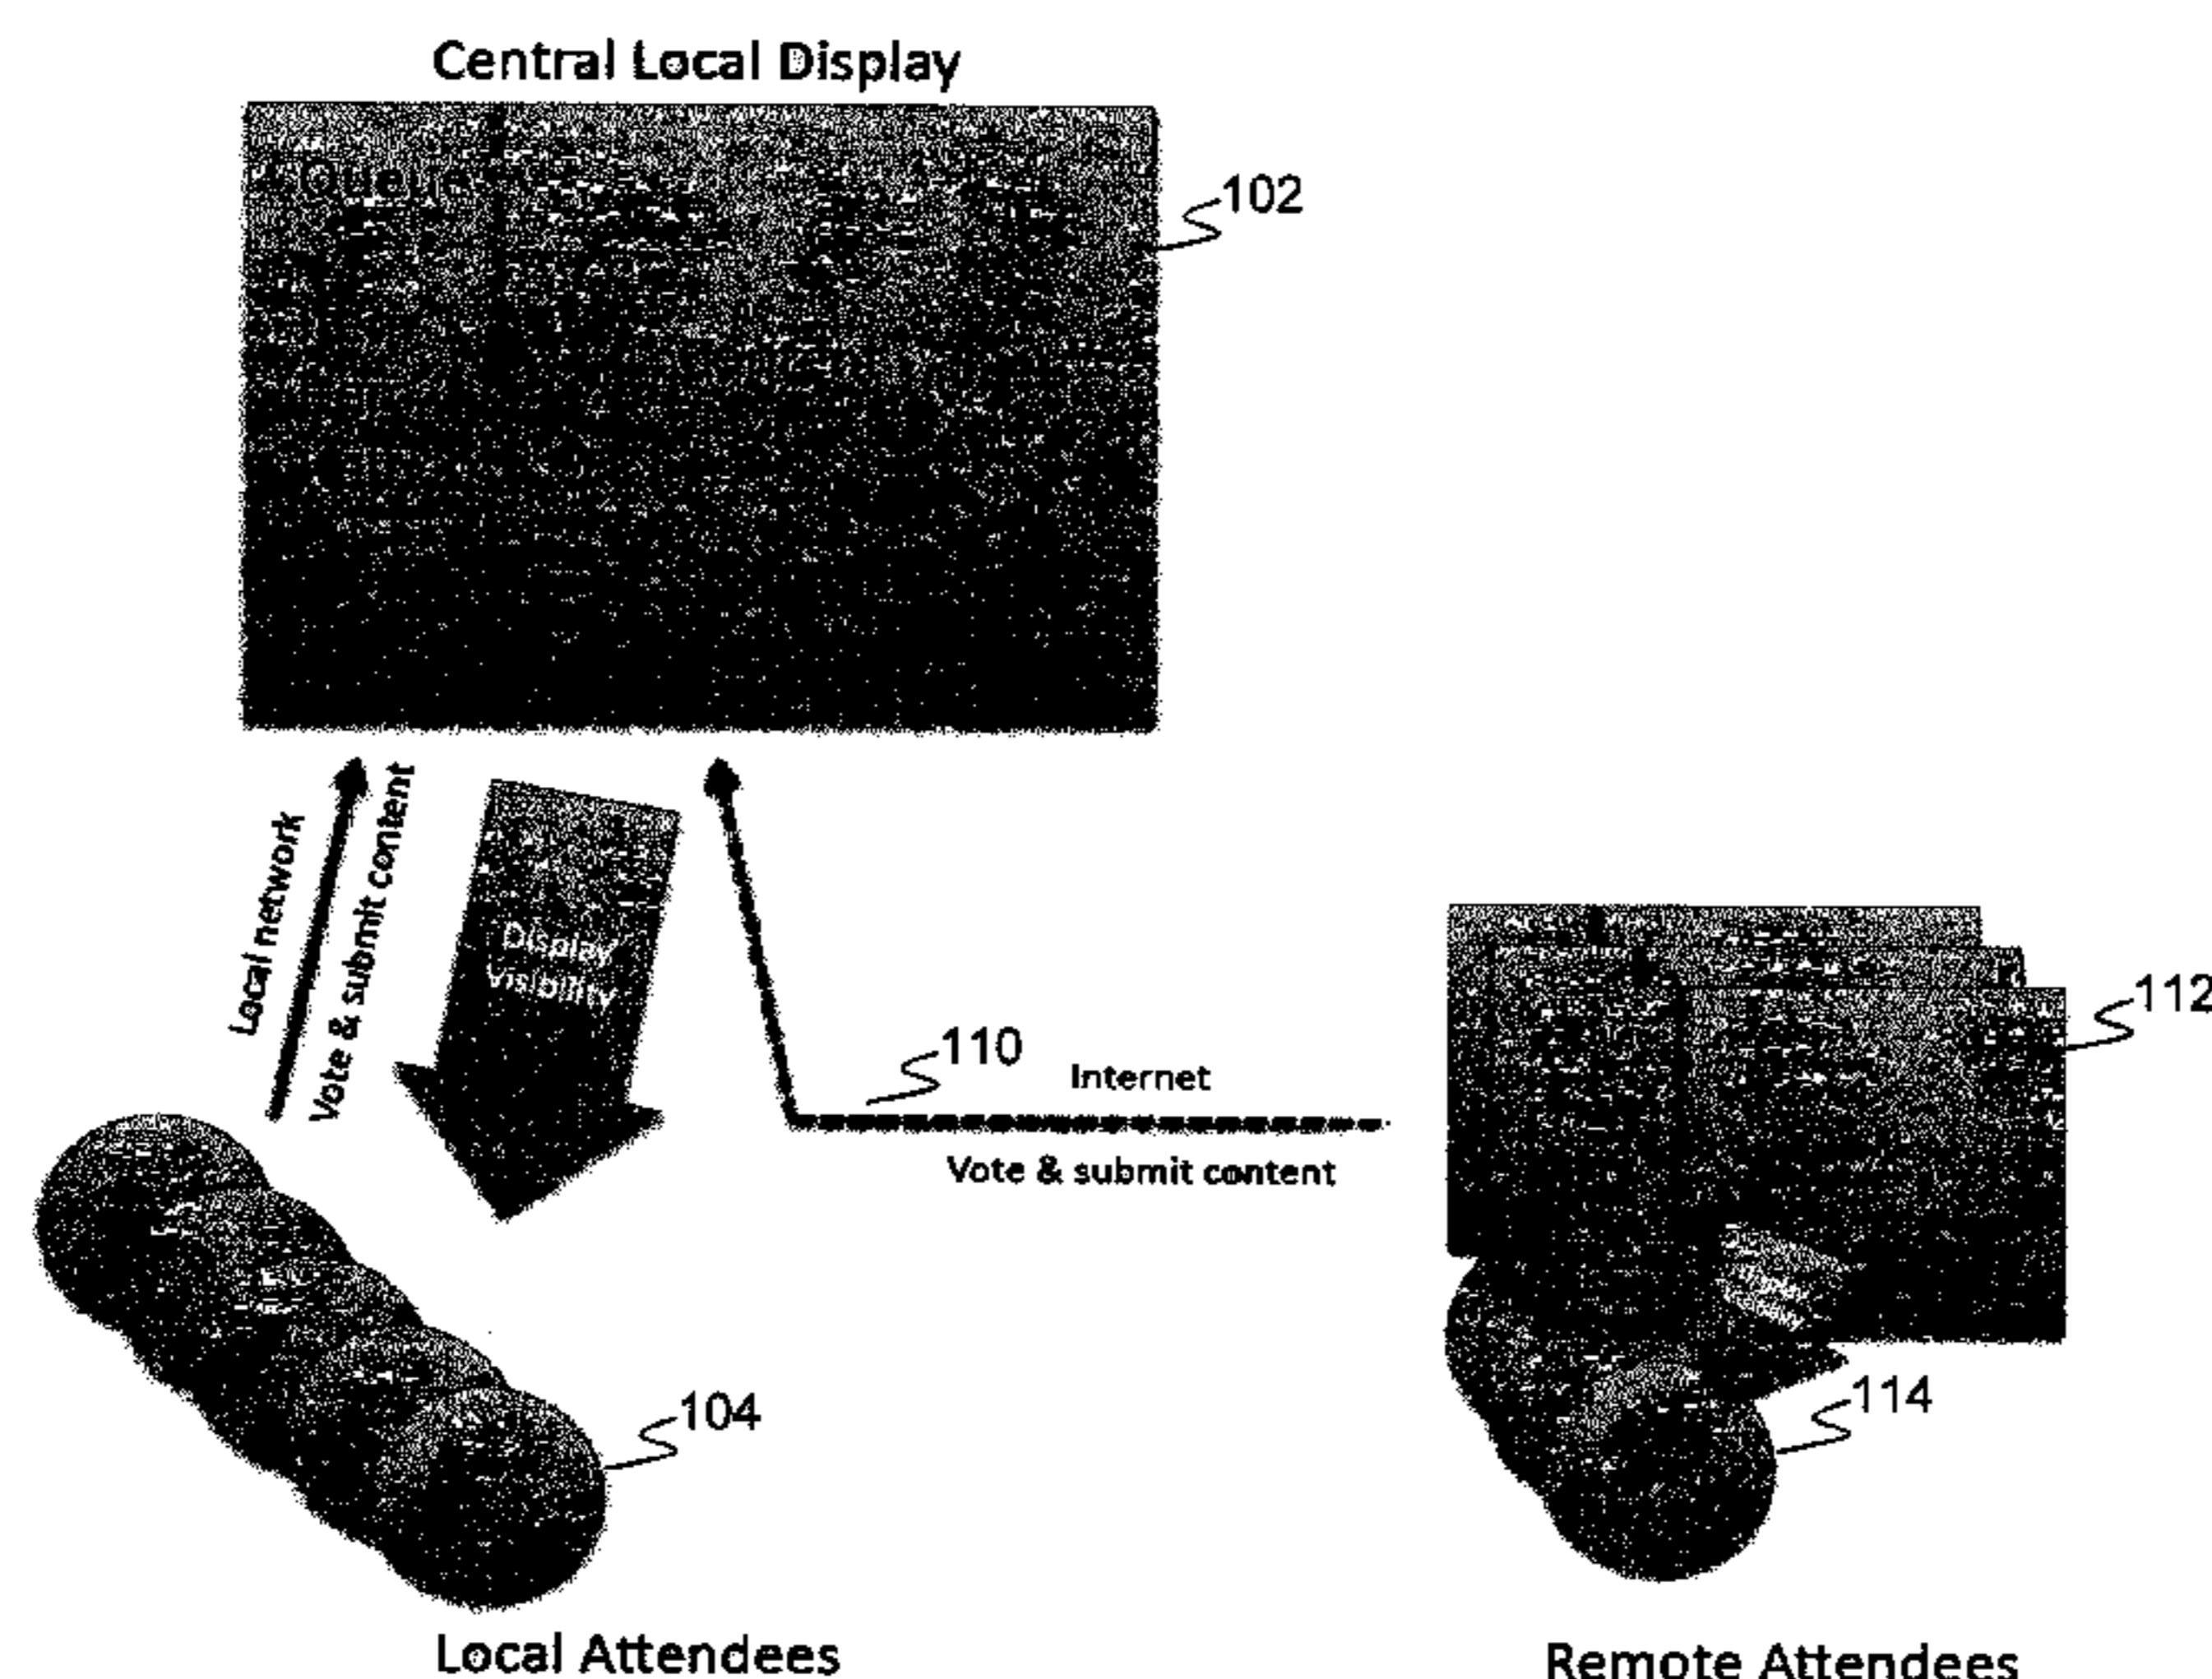 Central Local Display
Queue
102
Local network
Vote & submit content
Display
Visibility
110
Internet
Vote & submit content
112
104
114
Local Attendees
Remote Attendees